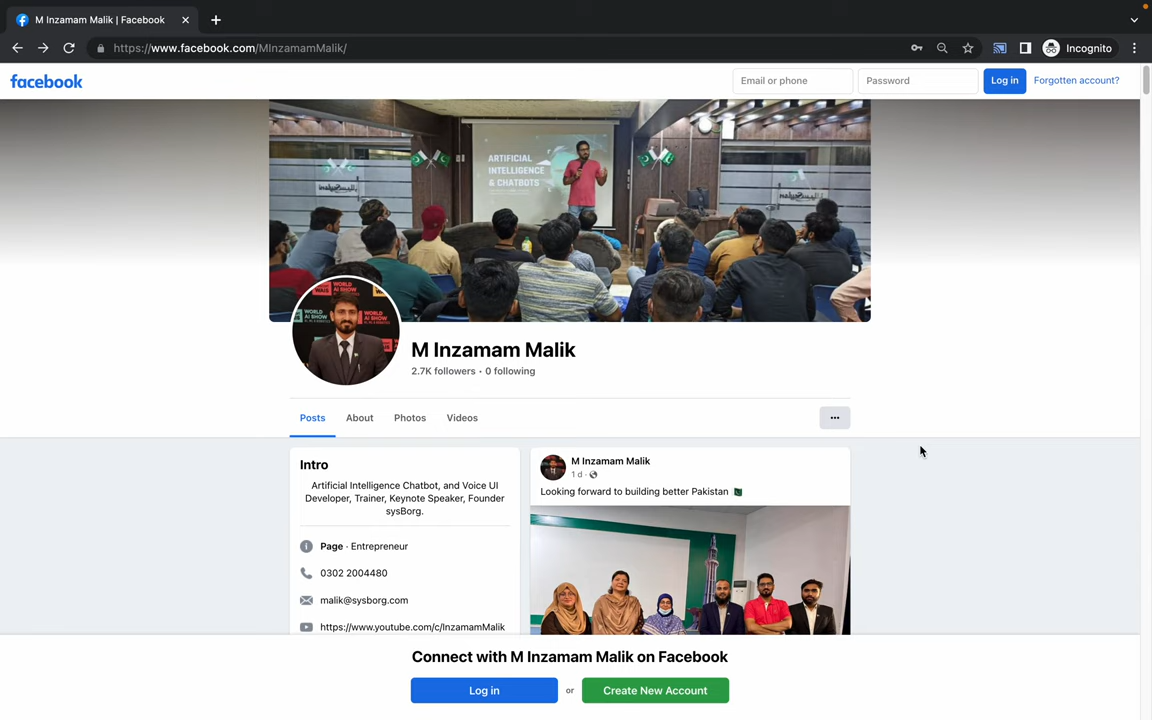 M Inzamam Malik | Facebook
https://www.facebook.com/MInzamamMalik/
Incognito
facebook
Email or phone
Password
Log in
Forgotten account?
ARTIFICIAL
INTELLIGENCE
& CHATBOTS
WORLD
AI SHOW
M Inzamam Malik
2.7K followers • 0 following
Posts
About
Photos
Videos
Intro
Artificial Intelligence Chatbot, and Voice UI
Developer, Trainer, Keynote Speaker, Founder
sysBorg.
Page · Entrepreneur
0302 2004480
malik@sysborg.com
https://www.youtube.com/c/InzamamMalik
M Inzamam Malik
1 d ·
Looking forward to building better Pakistan
Connect with M Inzamam Malik on Facebook
Log in
or
Create New Account